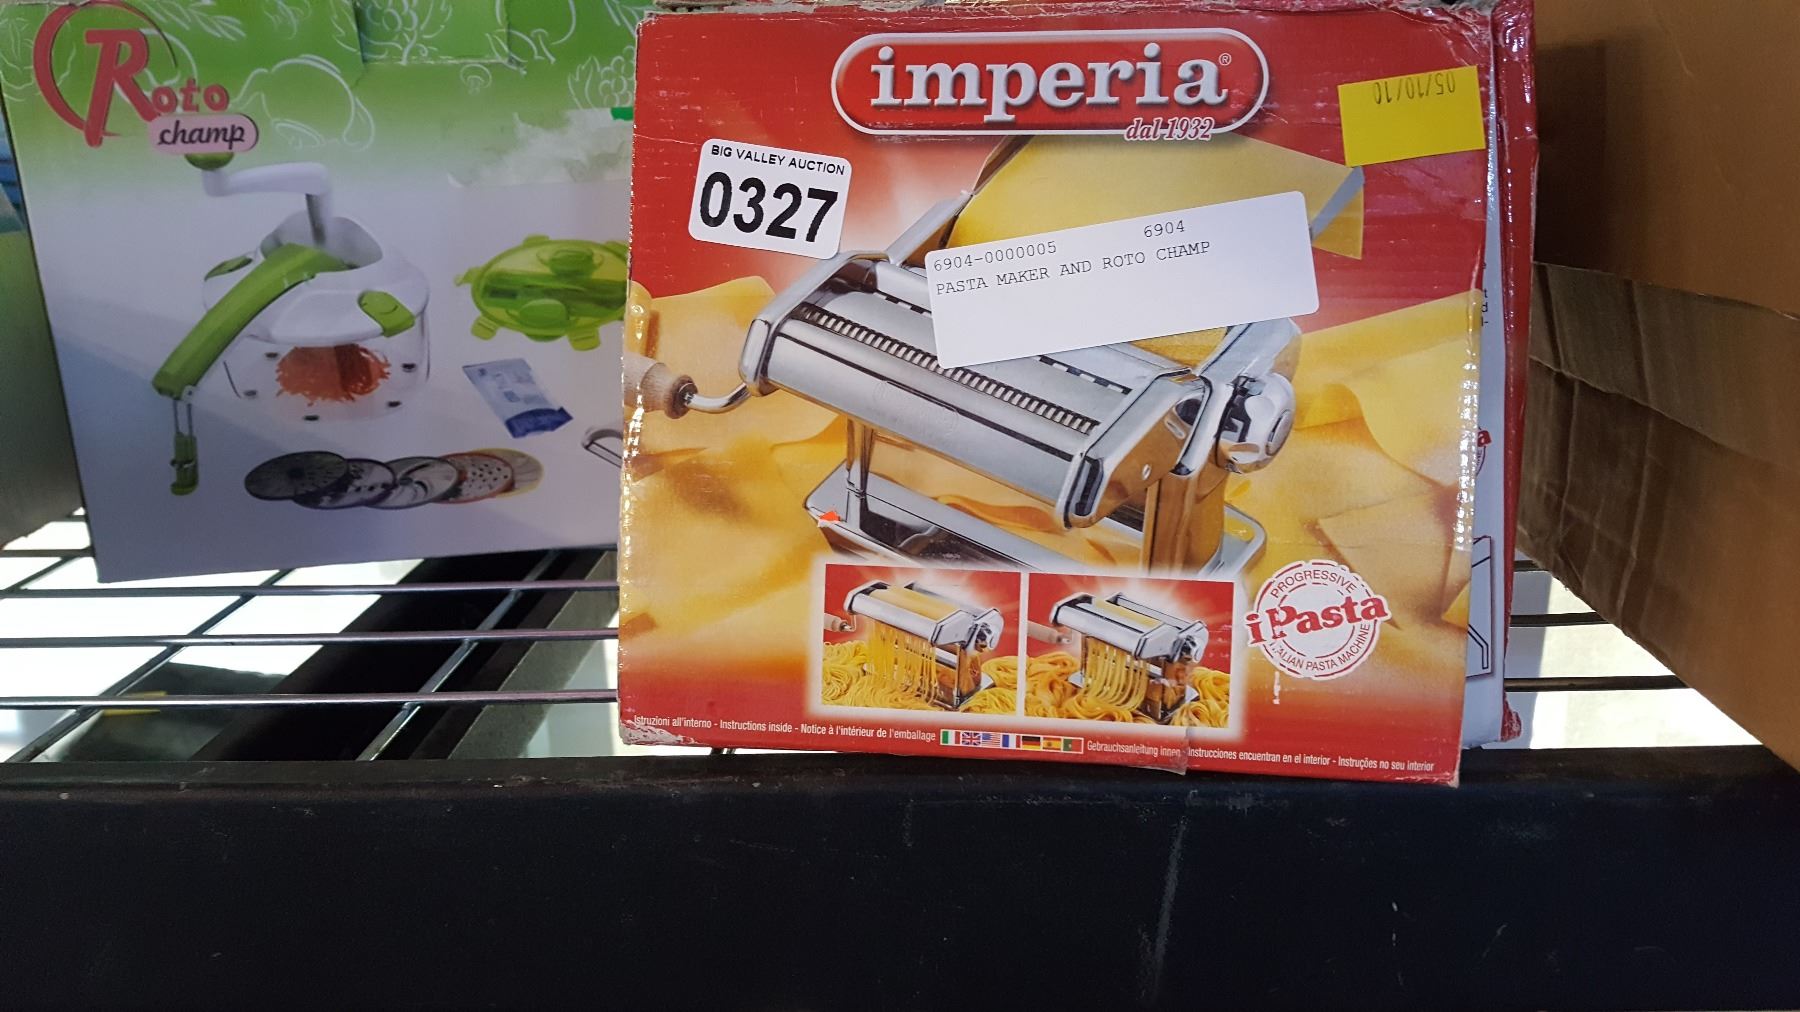 Roto
champ
imperia®
dal 1932
05/10/10
BIG VALLEY AUCTION
0327
6904-0000005 6904
PASTA MAKER AND ROTO CHAMP
PROGRESSIVE
iPasta
ITALIAN PASTA MACHINE
Istruzioni all'interno - Instructions inside - Notice à l'intérieur de l'emballage
Gebrauchsanleitung innen - Instrucciones encuentran en el interior - Instruções no seu interior